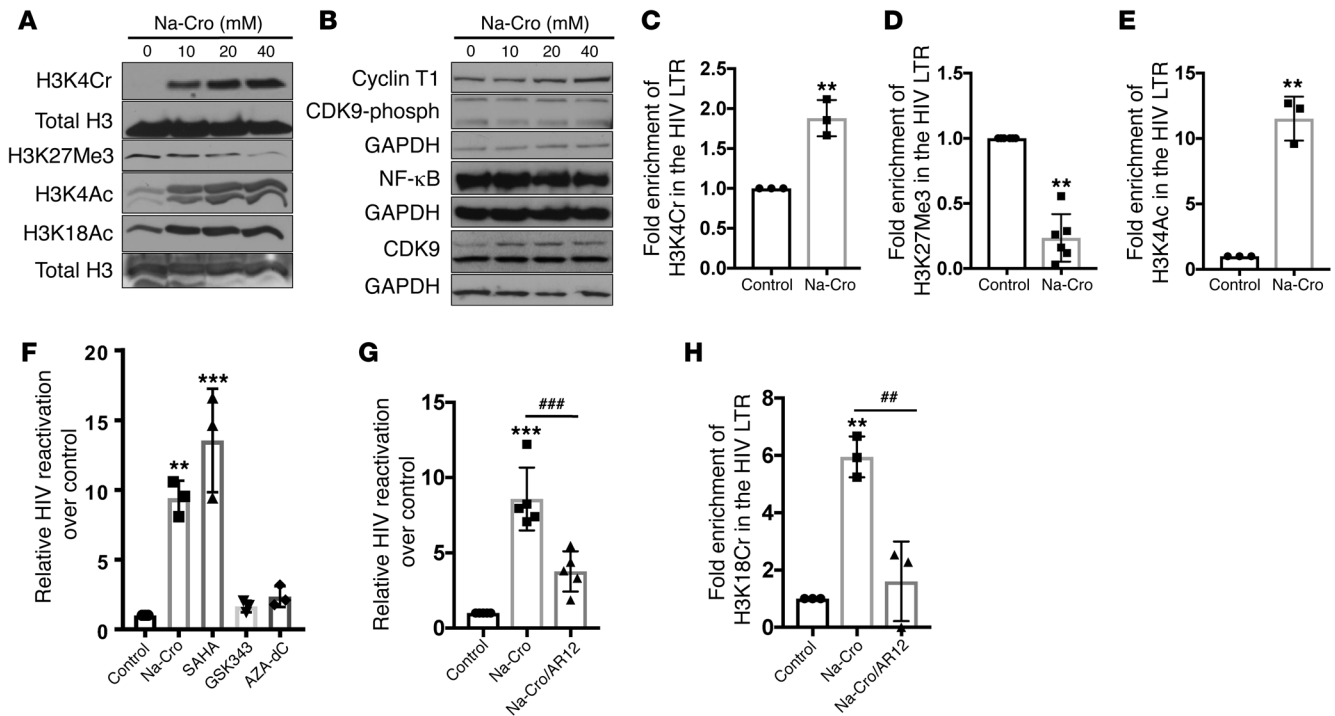 A
Na-Cro (mM)
0 10 20 40
H3K4Cr
Total H3
H3K27Me3
H3K4Ac
H3K18Ac
Total H3
B
Na-Cro (mM)
0 10 20 40
Cyclin T1
CDK9-phosph
GAPDH
NF-κB
GAPDH
CDK9
GAPDH
C
Fold enrichment of
H3K4Cr in the HIV LTR
2.5
2.0
1.5
1.0
0.5
0.0
**
Control Na-Cro
D
Fold enrichment of
H3K27Me3 in the HIV LTR
1.5
1.0
0.5
0.0
**
Control Na-Cro
E
Fold enrichment of
H3K4Ac in the HIV LTR
15
10
5
0
**
Control Na-Cro
F
Relative HIV reactivation
over control
20
15
10
5
0
**
***
Control Na-Cro SAHA GSK343 AZA-dC
G
Relative HIV reactivation
over control
15
10
5
0
***
###
Control Na-Cro Na-Cro/AR12
H
Fold enrichment of
H3K18Cr in the HIV LTR
8
6
4
2
0
**
##
Control Na-Cro Na-Cro/AR12